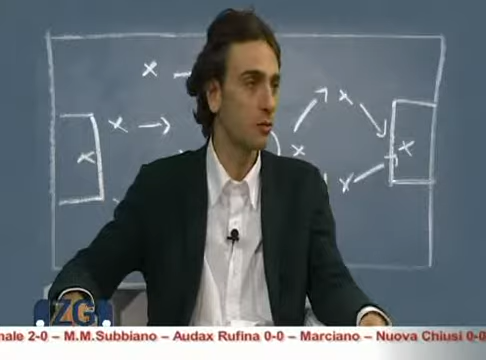 ZG
nale 2-0 – M.M.Subbiano – Audax Rufina 0-0 – Marciano – Nuova Chiusi 0-0